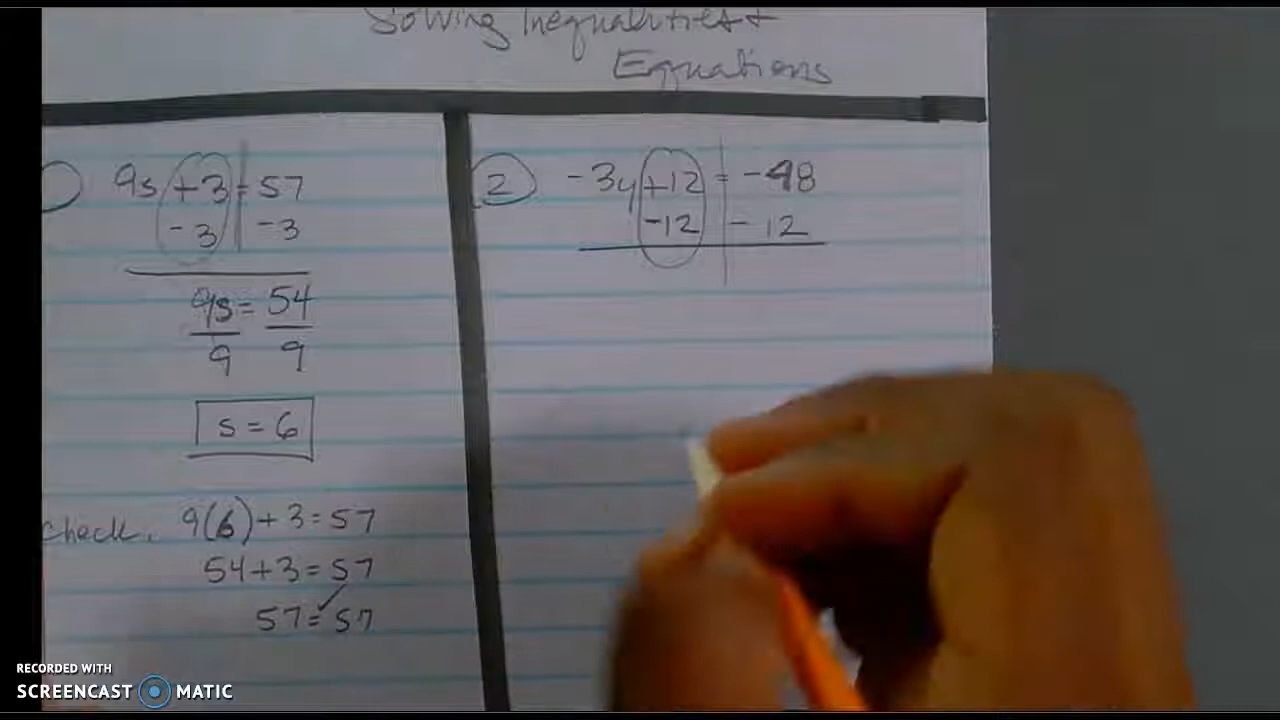 Solving Inequalities +
Equations
9s +3 = 57
-3 -3
9s = 54
9 9
s = 6
Check. 9(6) + 3 = 57
54 + 3 = 57
57 = 57 ✓
2
-3y +12 = -48
-12 -12
RECORDED WITH
SCREENCAST MATIC